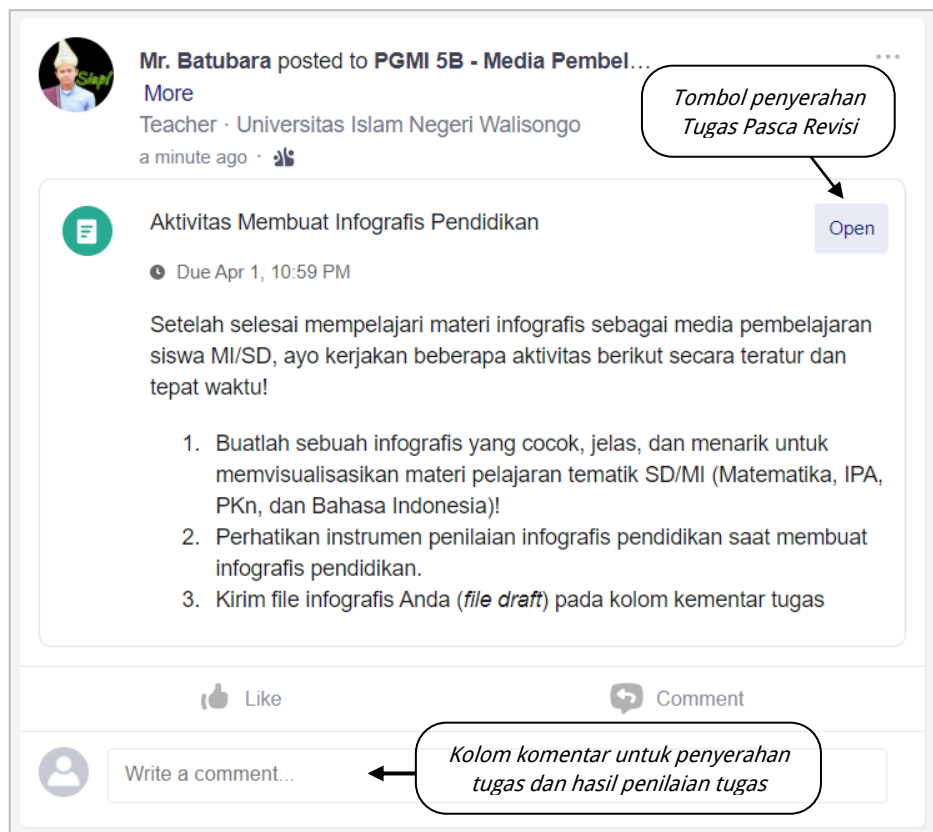 Mr. Batubara posted to PGMI 5B - Media Pembel...
More
Teacher · Universitas Islam Negeri Walisongo
a minute ago ·
Tombol penyerahan
Tugas Pasca Revisi
Aktivitas Membuat Infografis Pendidikan
Open
Due Apr 1, 10:59 PM
Setelah selesai mempelajari materi infografis sebagai media pembelajaran
siswa MI/SD, ayo kerjakan beberapa aktivitas berikut secara teratur dan
tepat waktu!
1. Buatlah sebuah infografis yang cocok, jelas, dan menarik untuk
memvisualisasikan materi pelajaran tematik SD/MI (Matematika, IPA,
PKn, dan Bahasa Indonesia)!
2. Perhatikan instrumen penilaian infografis pendidikan saat membuat
infografis pendidikan.
3. Kirim file infografis Anda (file draft) pada kolom kementar tugas
Like
Comment
Write a comment...
Kolom komentar untuk penyerahan
tugas dan hasil penilaian tugas